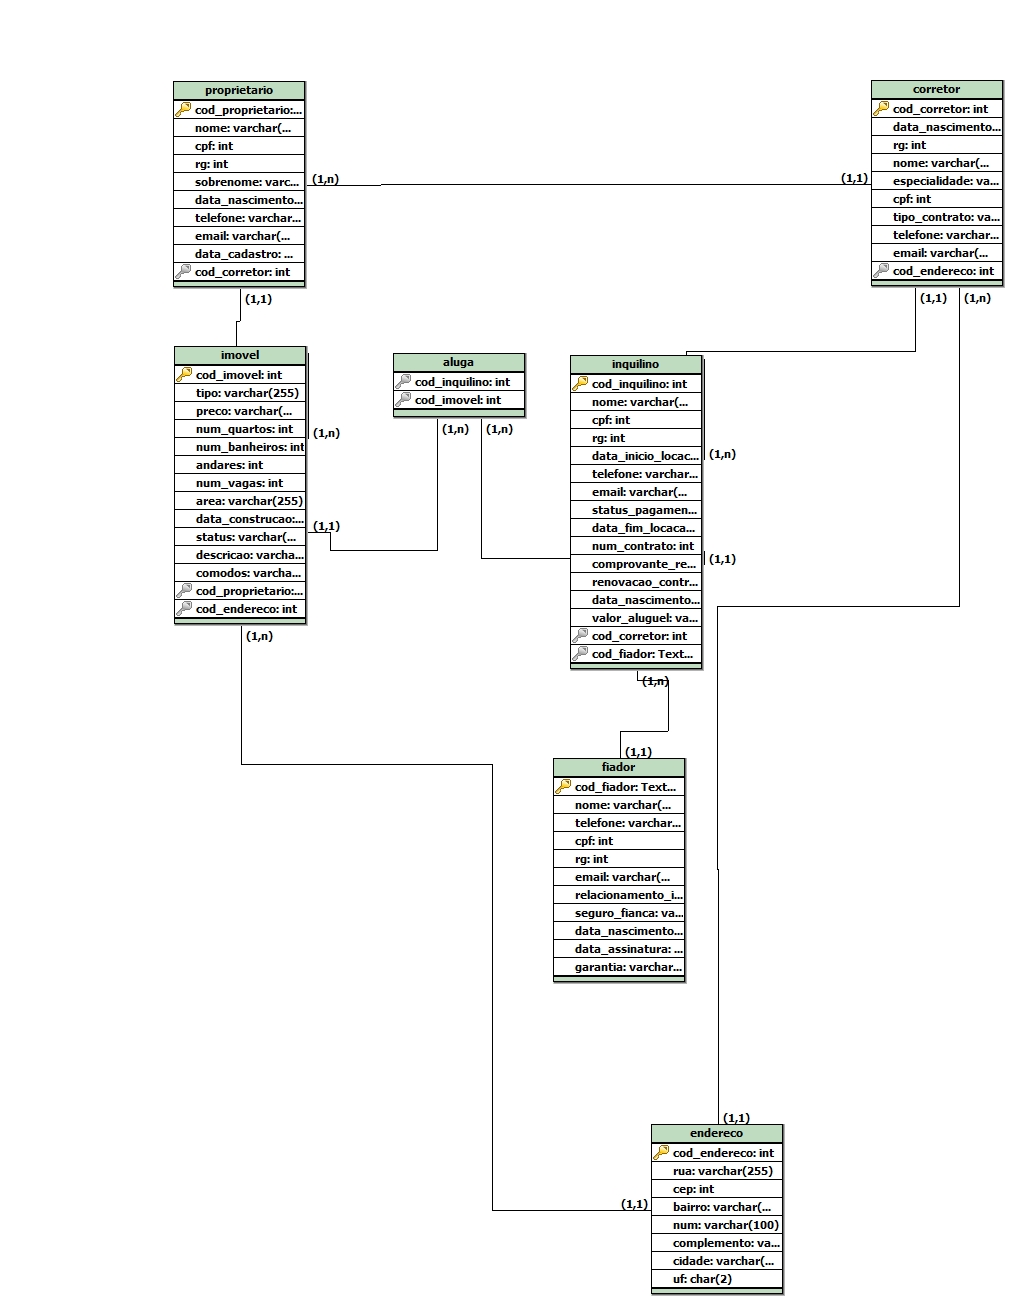 proprietario
cod_proprietario:...
nome: varchar(...
cpf: int
rg: int
sobrenome: varc...
data_nascimento...
telefone: varchar...
email: varchar(...
data_cadastro: ...
cod_corretor: int
(1,n)
(1,1)
corretor
cod_corretor: int
data_nascimento...
rg: int
nome: varchar(...
especialidade: va...
cpf: int
tipo_contrato: va...
telefone: varchar...
email: varchar(...
cod_endereco: int
(1,1)
(1,1)
(1,n)
imovel
cod_imovel: int
tipo: varchar(255)
preco: varchar(...
num_quartos: int
num_banheiros: int
andares: int
num_vagas: int
area: varchar(255)
data_construcao:...
status: varchar(...
descricao: varcha...
comodos: varcha...
cod_proprietario:...
cod_endereco: int
(1,n)
(1,1)
(1,n)
aluga
cod_inquilino: int
cod_imovel: int
(1,n)
(1,n)
inquilino
cod_inquilino: int
nome: varchar(...
cpf: int
rg: int
data_inicio_locac...
telefone: varchar...
email: varchar(...
status_pagamen...
data_fim_locaca...
num_contrato: int
comprovante_re...
renovacao_contr...
data_nascimento...
valor_aluguel: va...
cod_corretor: int
cod_fiador: Text...
(1,n)
(1,1)
(1,n)
(1,1)
fiador
cod_fiador: Text...
nome: varchar(...
telefone: varchar...
cpf: int
rg: int
email: varchar(...
relacionamento_i...
seguro_fianca: va...
data_nascimento...
data_assinatura: ...
garantia: varchar...
(1,1)
endereco
cod_endereco: int
rua: varchar(255)
cep: int
bairro: varchar(...
num: varchar(100)
complemento: va...
cidade: varchar(...
uf: char(2)
(1,1)